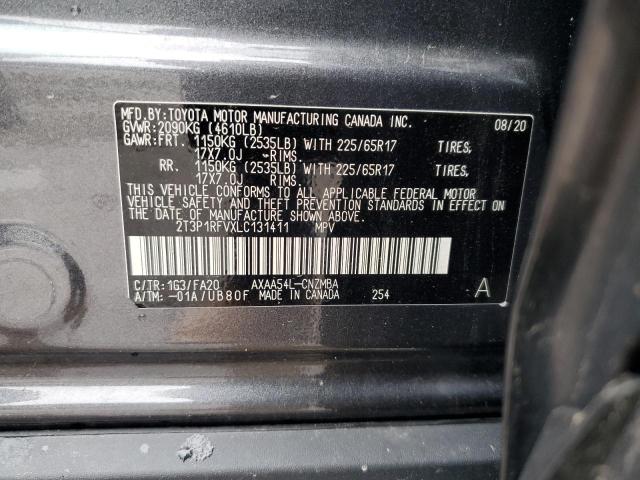 MFD.BY:TOYOTA MOTOR MANUFACTURING CANADA INC. 08/20
GVWR:2090KG (4610LB)
GAWR:FRT. 1150KG (2535LB) WITH 225/65R17 TIRES,
17X7.0J RIMS.
RR. 1150KG (2535LB) WITH 225/65R17 TIRES,
17X7.0J RIMS.
THIS VEHICLE CONFORMS TO ALL APPLICABLE FEDERAL MOTOR
VEHICLE SAFETY AND THEFT PREVENTION STANDARDS IN EFFECT ON
THE DATE OF MANUFACTURE SHOWN ABOVE.
2T3P1RFVXLC131411 MPV
C/TR: 1G3/FA20 AXAA54L-CNZMBA
A/TM: -01A/UB80F MADE IN CANADA 254 A